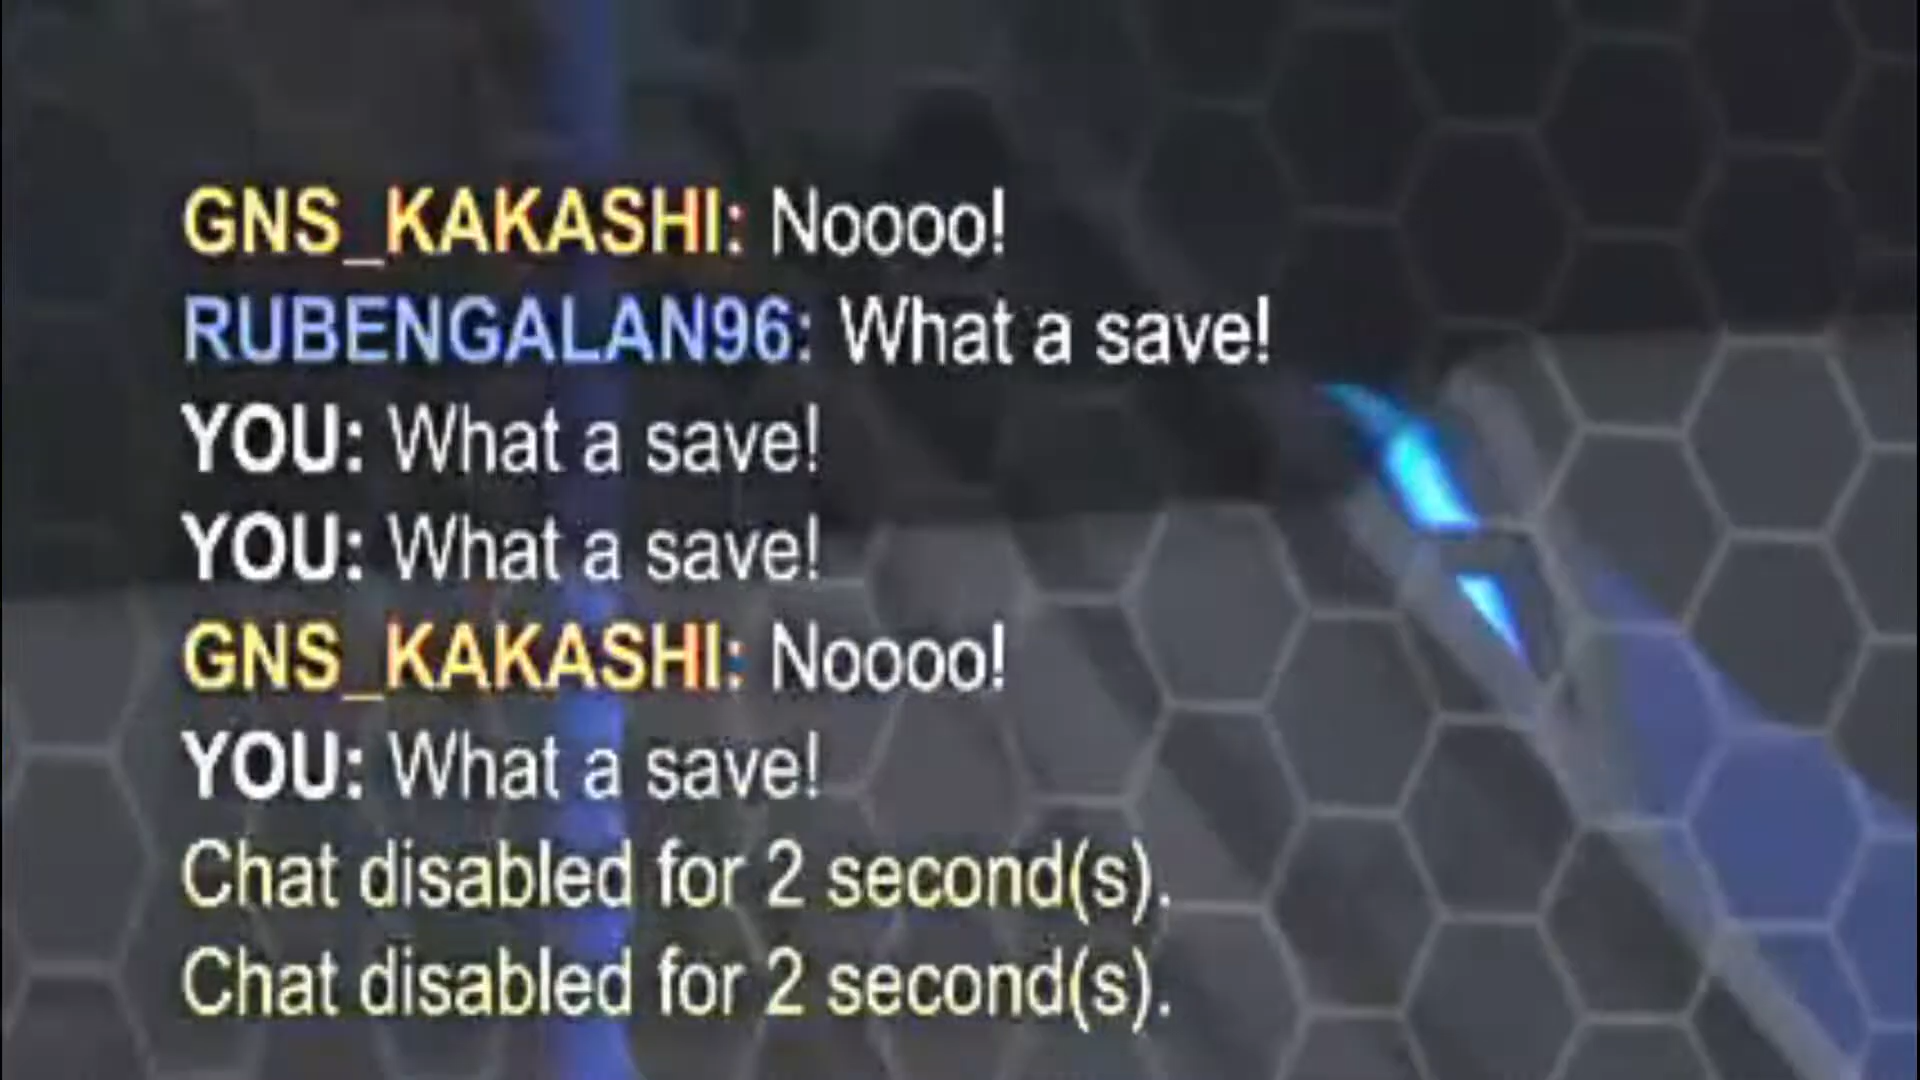 GNS_KAKASHI: Noooo!
RUBENGALAN96: What a save!
YOU: What a save!
YOU: What a save!
GNS_KAKASHI: Noooo!
YOU: What a save!
Chat disabled for 2 second(s).
Chat disabled for 2 second(s).